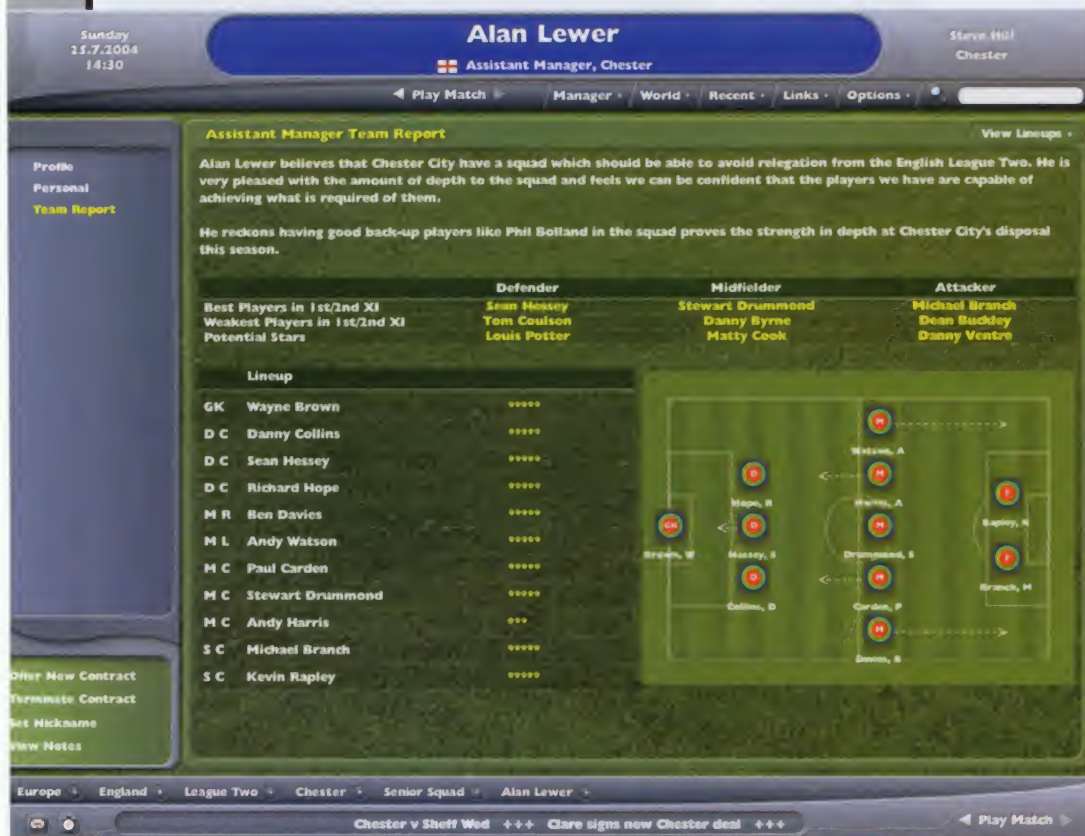 Sunday
25.7.2004
14:30
Alan Lewer
Assistant Manager, Chester
Steve Hill
Chester
Play Match
Manager
World
Recent
Links
Options
Profile
Personal
Team Report
Assistant Manager Team Report
View Lineups
Alan Lewer believes that Chester City have a squad which should be able to avoid relegation from the English League Two. He is
very pleased with the amount of depth to the squad and feels we can be confident that the players we have are capable of
achieving what is required of them.
He reckons having good back-up players like Phil Bolland in the squad proves the strength in depth at Chester City's disposal
this season.
Defender Midfielder Attacker
Best Players in 1st/2nd XI Sean Hessey Stewart Drummond Michael Branch
Weakest Players in 1st/2nd XI Tom Coulson Danny Byrne Dean Buckley
Potential Stars Louis Potter Matty Cook Danny Ventre
Lineup
GK Wayne Brown *****
D C Danny Collins *****
D C Sean Hessey *****
D C Richard Hope *****
M R Ben Davies *****
M L Andy Watson *****
M C Paul Carden *****
M C Stewart Drummond *****
M C Andy Harris ***
S C Michael Branch *****
S C Kevin Rapley *****
M
Watson, A
D
Hope, R
M
Harris, A
F
Rapley, K
GK
Brown, W
D
Hessey, S
M
Drummond, S
F
Branch, M
D
Collins, D
M
Carden, P
M
Davies, B
Offer New Contract
Terminate Contract
Set Nickname
View Notes
Europe
England
League Two
Chester
Senior Squad
Alan Lewer
Chester v Sheff Wed +++ Clare signs new Chester deal +++
Play Match